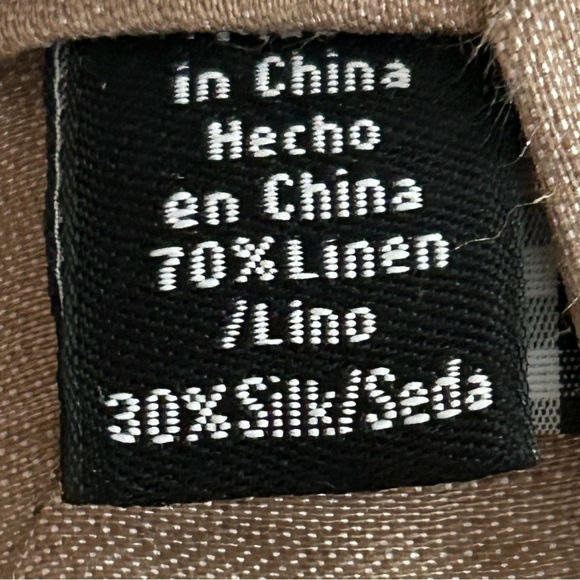 in China
Hecho
en China
70%Linen
/Lino
30%Silk/Seda